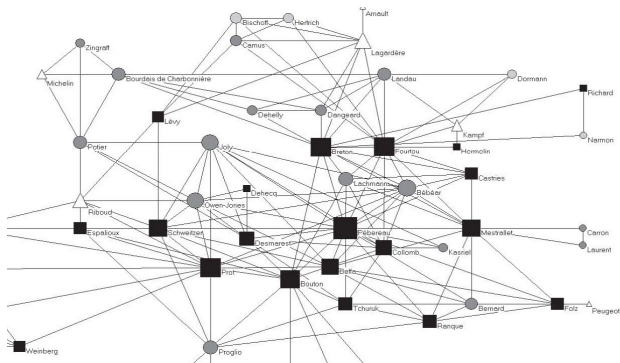 Arnault
Bischoff
Hertrich
Zingraff
Camus
Lagardère
Michelin
Bourdais de Charbonnière
Landau
Dormann
Richard
Lévy
Dehelly
Dangeard
Kampf
Potier
Joly
Breton
Fourtou
Hormolin
Narmon
Lachmann
Castries
Dehecq
Bébéar
Riboud
Owen-Jones
Espalioux
Schweitzer
Desmarest
Pébereau
Collomb
Kasriel
Mestrallet
Carron
Laurent
Prot
Beffa
Bouton
Tchuruk
Bernard
Folz
Peugeot
Ranque
Weinberg
Proglio